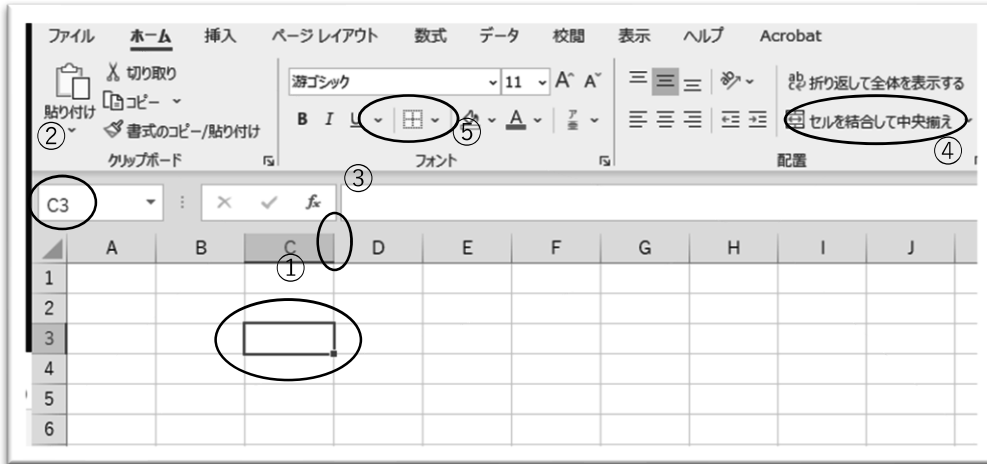 ファイル ホーム 挿入 ページ レイアウト 数式 データ 校閲 表示 ヘルプ Acrobat
切り取り
游ゴシック 11 A^ Aˇ ab 折り返して全体を表示する
貼り付け コピー
② 書式のコピー/貼り付け B I U A ア亜 セルを結合して中央揃え
⑤ ④
クリップボード フォント 配置
③
C3 fx
A B C D E F G H I J
①
1
2
3
4
5
6